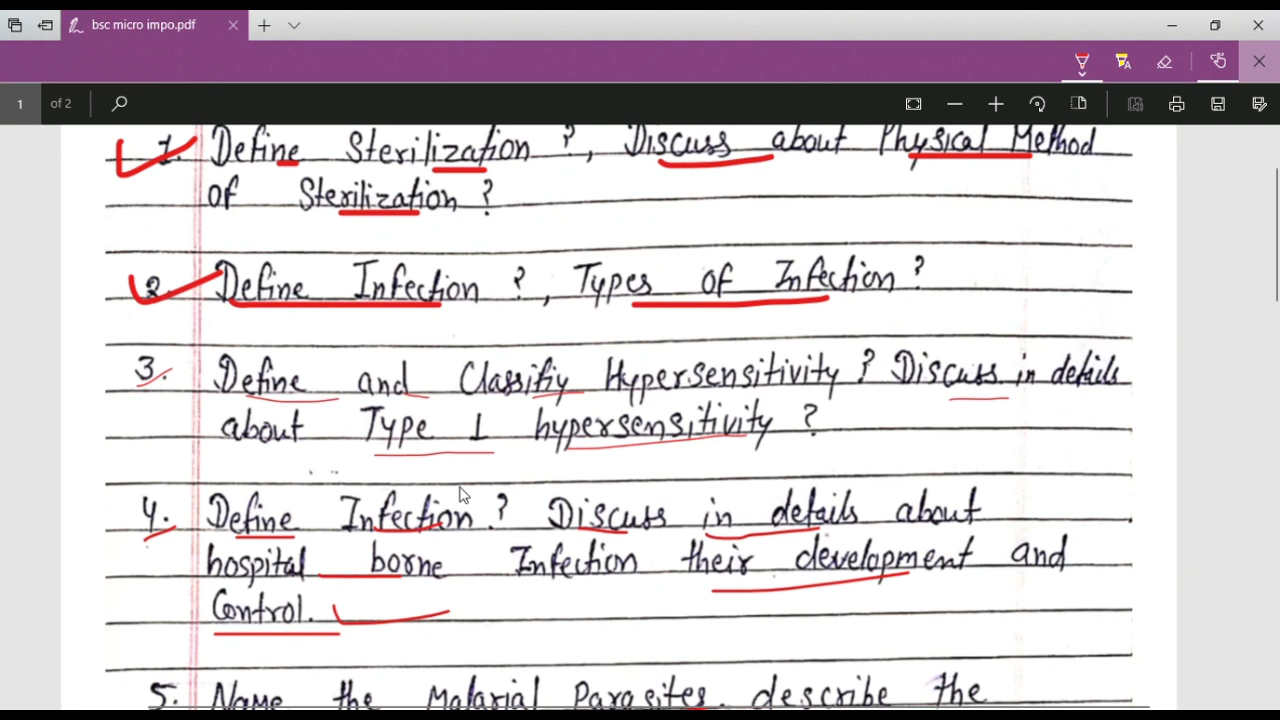 bsc micro impo.pdf
1 of 2
1. Define Sterilization ?, Discuss about Physical Method
of Sterilization ?
2. Define Infection ?, Types of Infection ?
3. Define and Classifiy Hypersensitivity ? Discuss in details
about Type 1 hypersensitivity ?
4. Define Infection ? Discuss in details about
hospital borne Infection their development and
Control.
5. Name the Malarial Parasites, describe the